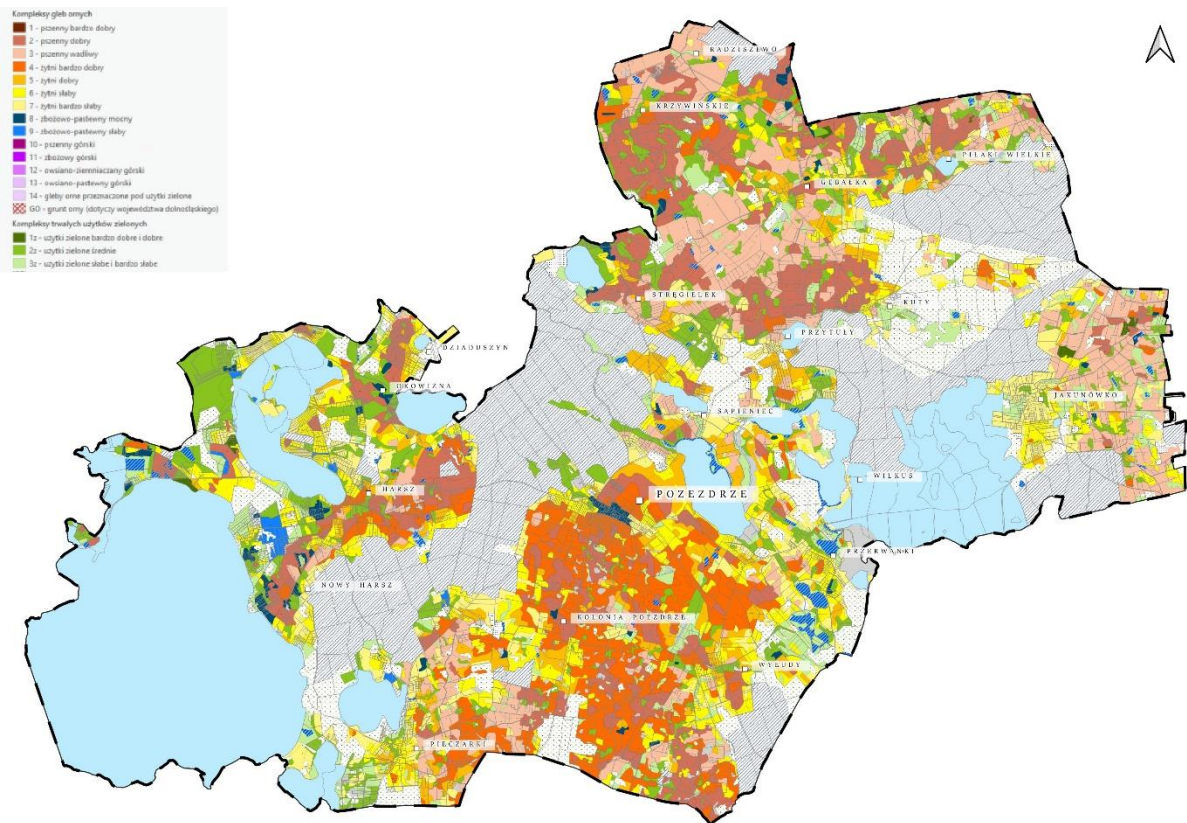 Kompleksy gleb ornych
1 - pszenny bardzo dobry
2 - pszenny dobry
3 - pszenny wadliwy
4 - żytni bardzo dobry
5 - żytni dobry
6 - żytni słaby
7 - żytni bardzo słaby
8 - zbożowo-pastewny mocny
9 - zbożowo-pastewny słaby
10 - pszenny górski
11 - zbożowy górski
12 - owsiano-ziemniaczany górski
13 - owsiano-pastewny górski
14 - gleby orne przeznaczone pod użytki zielone
GO - grunt orny (dotyczy województwa dolnośląskiego)
Kompleksy trwałych użytków zielonych
1z - użytki zielone bardzo dobre i dobre
2z - użytki zielone średnie
3z - użytki zielone słabe i bardzo słabe
RADZISZEWO
KRZYWIŃSKIE
PIŁAKI WIELKIE
GĘBAŁKA
STRĘGIELEK
KUTY
PRZYTUŁY
DZIADUSZYN
OKOWIZNA
JAKUNÓWKO
SAPIENIEC
HARSZ
WILKUS
POZEZDRZE
PRZERWANKI
NOWY HARSZ
KOLONIA POZEZDRZE
WYŁUDY
PIECZARKI